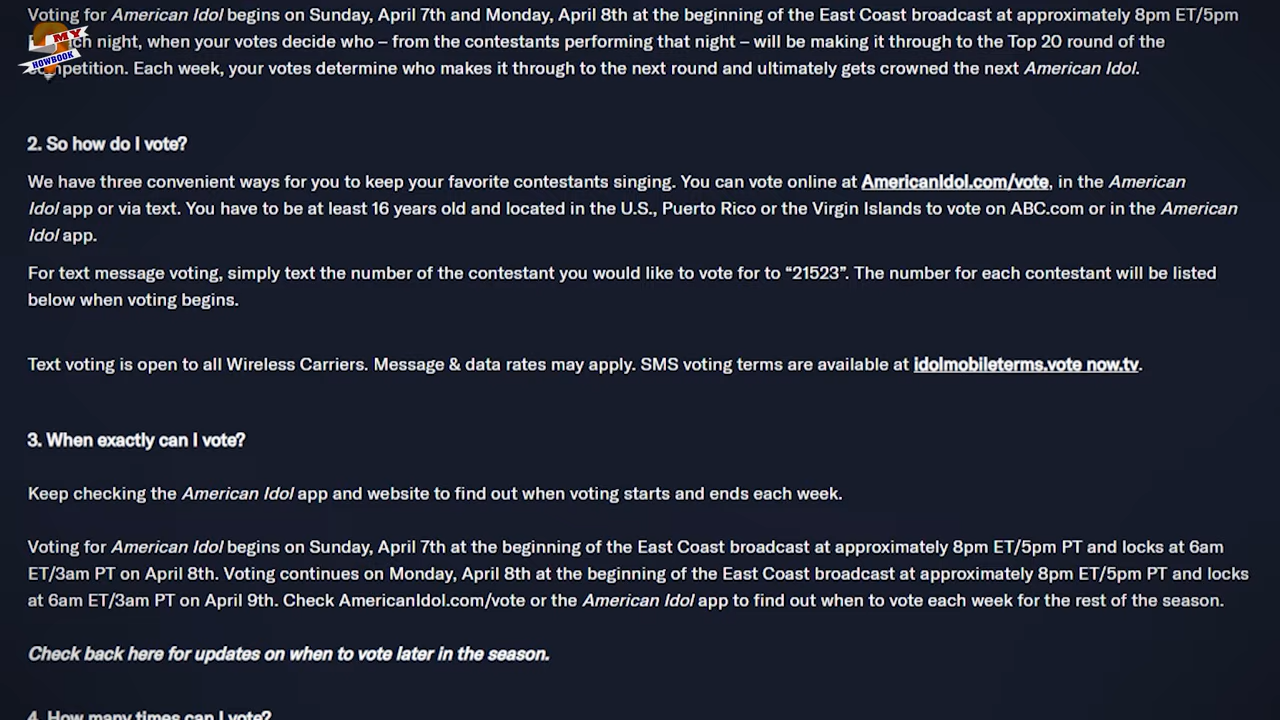 Voting for American Idol begins on Sunday, April 7th and Monday, April 8th at the beginning of the East Coast broadcast at approximately 8pm ET/5pm
MY
HOWBOOK
night, when your votes decide who – from the contestants performing that night – will be making it through to the Top 20 round of the
competition. Each week, your votes determine who makes it through to the next round and ultimately gets crowned the next American Idol.
2. So how do I vote?
We have three convenient ways for you to keep your favorite contestants singing. You can vote online at AmericanIdol.com/vote, in the American
Idol app or via text. You have to be at least 16 years old and located in the U.S., Puerto Rico or the Virgin Islands to vote on ABC.com or in the American
Idol app.
For text message voting, simply text the number of the contestant you would like to vote for to “21523”. The number for each contestant will be listed
below when voting begins.
Text voting is open to all Wireless Carriers. Message & data rates may apply. SMS voting terms are available at idolmobileterms.vote now.tv.
3. When exactly can I vote?
Keep checking the American Idol app and website to find out when voting starts and ends each week.
Voting for American Idol begins on Sunday, April 7th at the beginning of the East Coast broadcast at approximately 8pm ET/5pm PT and locks at 6am
ET/3am PT on April 8th. Voting continues on Monday, April 8th at the beginning of the East Coast broadcast at approximately 8pm ET/5pm PT and locks
at 6am ET/3am PT on April 9th. Check AmericanIdol.com/vote or the American Idol app to find out when to vote each week for the rest of the season.
Check back here for updates on when to vote later in the season.
4. How many times can I vote?